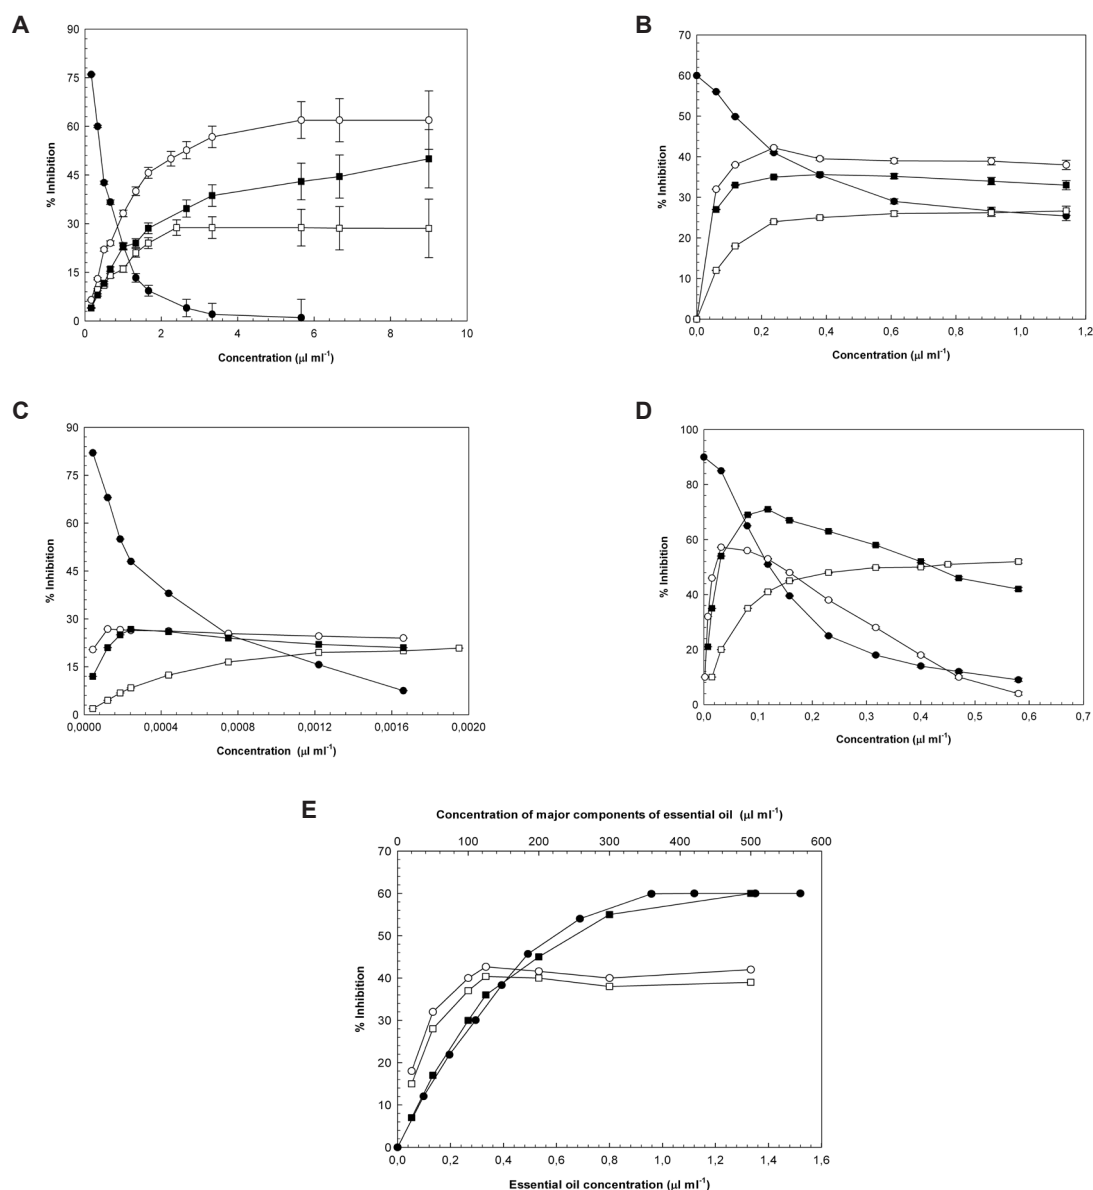 A
90
75
60
45
30
15
0
% Inhibition
0 2 4 6 8 10
Concentration (μl ml-1)
B
70
60
50
40
30
20
10
0
% Inhibition
0,0 0,2 0,4 0,6 0,8 1,0 1,2
Concentration (μl ml-1)
C
90
75
60
45
30
15
0
% Inhibition
0,0000 0,0004 0,0008 0,0012 0,0016 0,0020
Concentration (μl ml-1)
D
100
80
60
40
20
0
% Inhibition
0,0 0,1 0,2 0,3 0,4 0,5 0,6 0,7
Concentration (μl ml-1)
E
Concentration of major components of essential oil (μl ml-1)
0 100 200 300 400 500 600
70
60
50
40
30
20
10
0
% Inhibition
0,0 0,2 0,4 0,6 0,8 1,0 1,2 1,4 1,6
Essential oil concentration (μl ml-1)